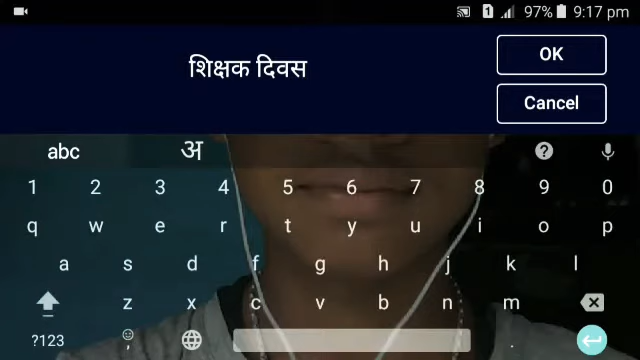 1 97% 9:17 pm
शिक्षक दिवस
OK
Cancel
abc अ ?
1 2 3 4 5 6 7 8 9 0
q w e r t y u i o p
a s d f g h j k l
z x c v b n m
?123 , .